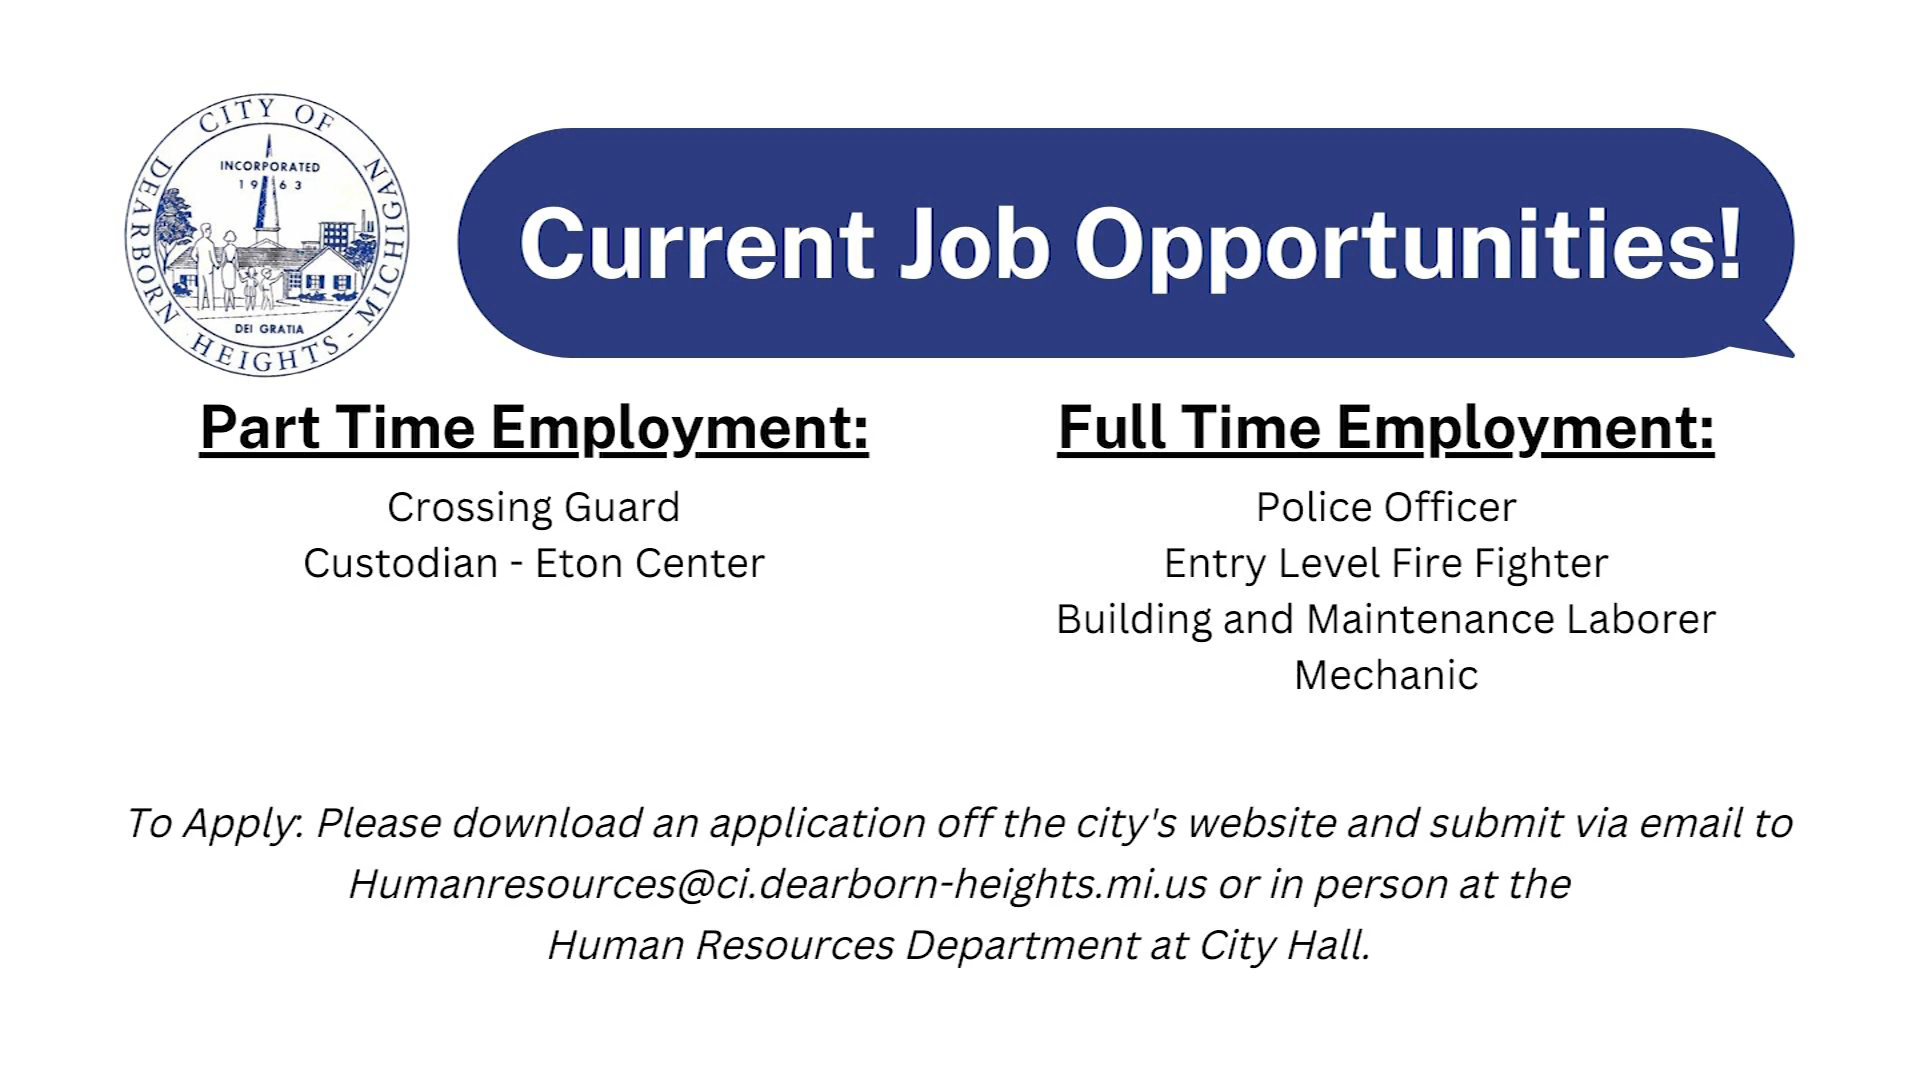 CITY OF
DEARBORN HEIGHTS - MICHIGAN
INCORPORATED
1963
DEI GRATIA
Current Job Opportunities!
Part Time Employment:
Crossing Guard
Custodian - Eton Center
Full Time Employment:
Police Officer
Entry Level Fire Fighter
Building and Maintenance Laborer
Mechanic
To Apply: Please download an application off the city's website and submit via email to
Humanresources@ci.dearborn-heights.mi.us or in person at the
Human Resources Department at City Hall.